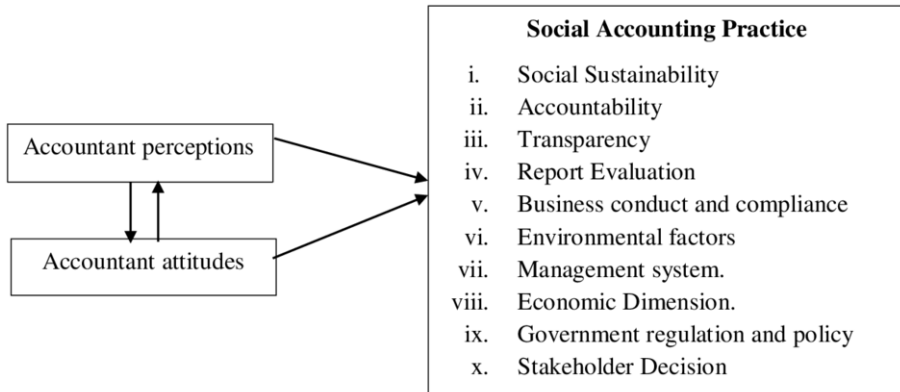 Social Accounting Practice
i. Social Sustainability
ii. Accountability
iii. Transparency
Accountant perceptions
iv. Report Evaluation
v. Business conduct and compliance
vi. Environmental factors
Accountant attitudes
vii. Management system.
viii. Economic Dimension.
ix. Government regulation and policy
x. Stakeholder Decision